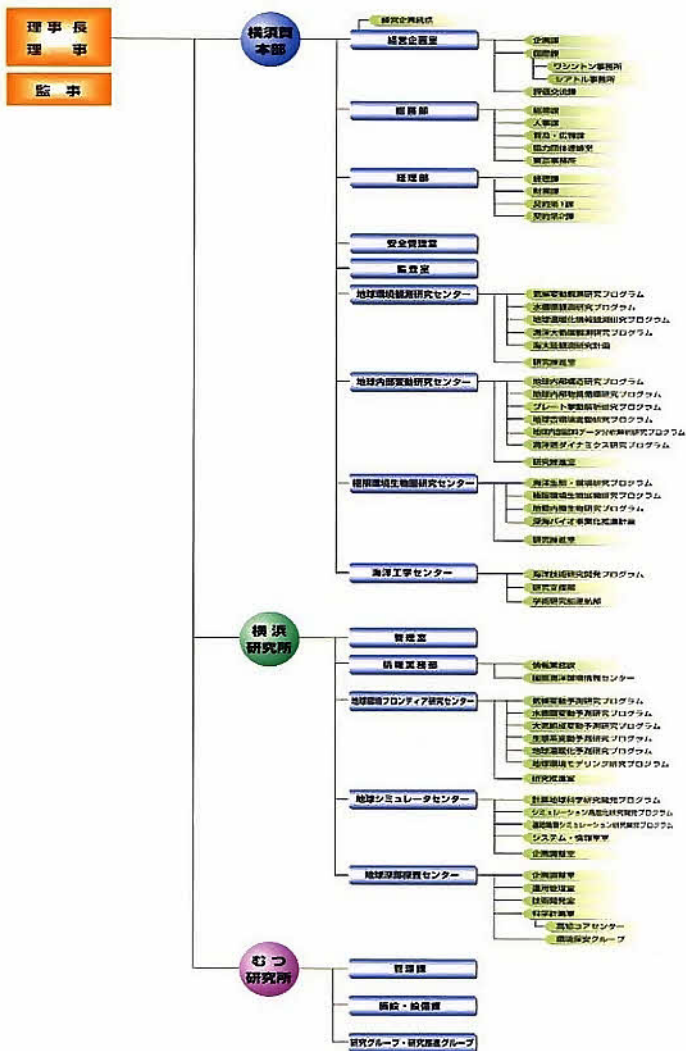 理事長
理　事
監　事
横須賀
本部
経営企画室
企画課
国際課
ワシントン事務所
シアトル事務所
評価交流課
総務部
総務課
人事課
普及・広報課
東京事務所
経理部
経理課
財務課
契約第1課
契約第2課
安全管理室
監査室
地球環境観測研究センター
気候変動観測研究プログラム
水循環観測研究プログラム
地球温暖化情報観測研究プログラム
海洋大気観測研究プログラム
海大陸観測研究計画
研究推進室
地球内部変動研究センター
地球内部構造研究プログラム
地球内部物質循環研究プログラム
プレート挙動解析研究プログラム
地球古環境変動研究プログラム
地球内部試料データ分析解析研究プログラム
海洋底ダイナミクス研究プログラム
研究推進室
極限環境生物圏研究センター
海洋生態・環境研究プログラム
極限環境生物展開研究プログラム
地殻内微生物研究プログラム
深海バイオ事業化推進計画
研究推進室
海洋工学センター
海洋技術研究開発プログラム
研究支援部
学術研究船運航部
横浜
研究所
管理室
情報業務部
情報業務課
国際海洋環境情報センター
地球環境フロンティア研究センター
気候変動予測研究プログラム
水循環変動予測研究プログラム
大気組成変動予測研究プログラム
生態系変動予測研究プログラム
地球温暖化予測研究プログラム
地球環境モデリング研究プログラム
研究推進室
地球シミュレータセンター
計算地球科学研究開発プログラム
シミュレーション高度化研究開発プログラム
システム・情報管室
企画調整室
地球深部探査センター
企画調整室
運用管理室
技術開発室
科学計画室
高知コアセンター
環境保安グループ
むつ
研究所
管理課
施設・設備課
研究グループ・研究推進グループ